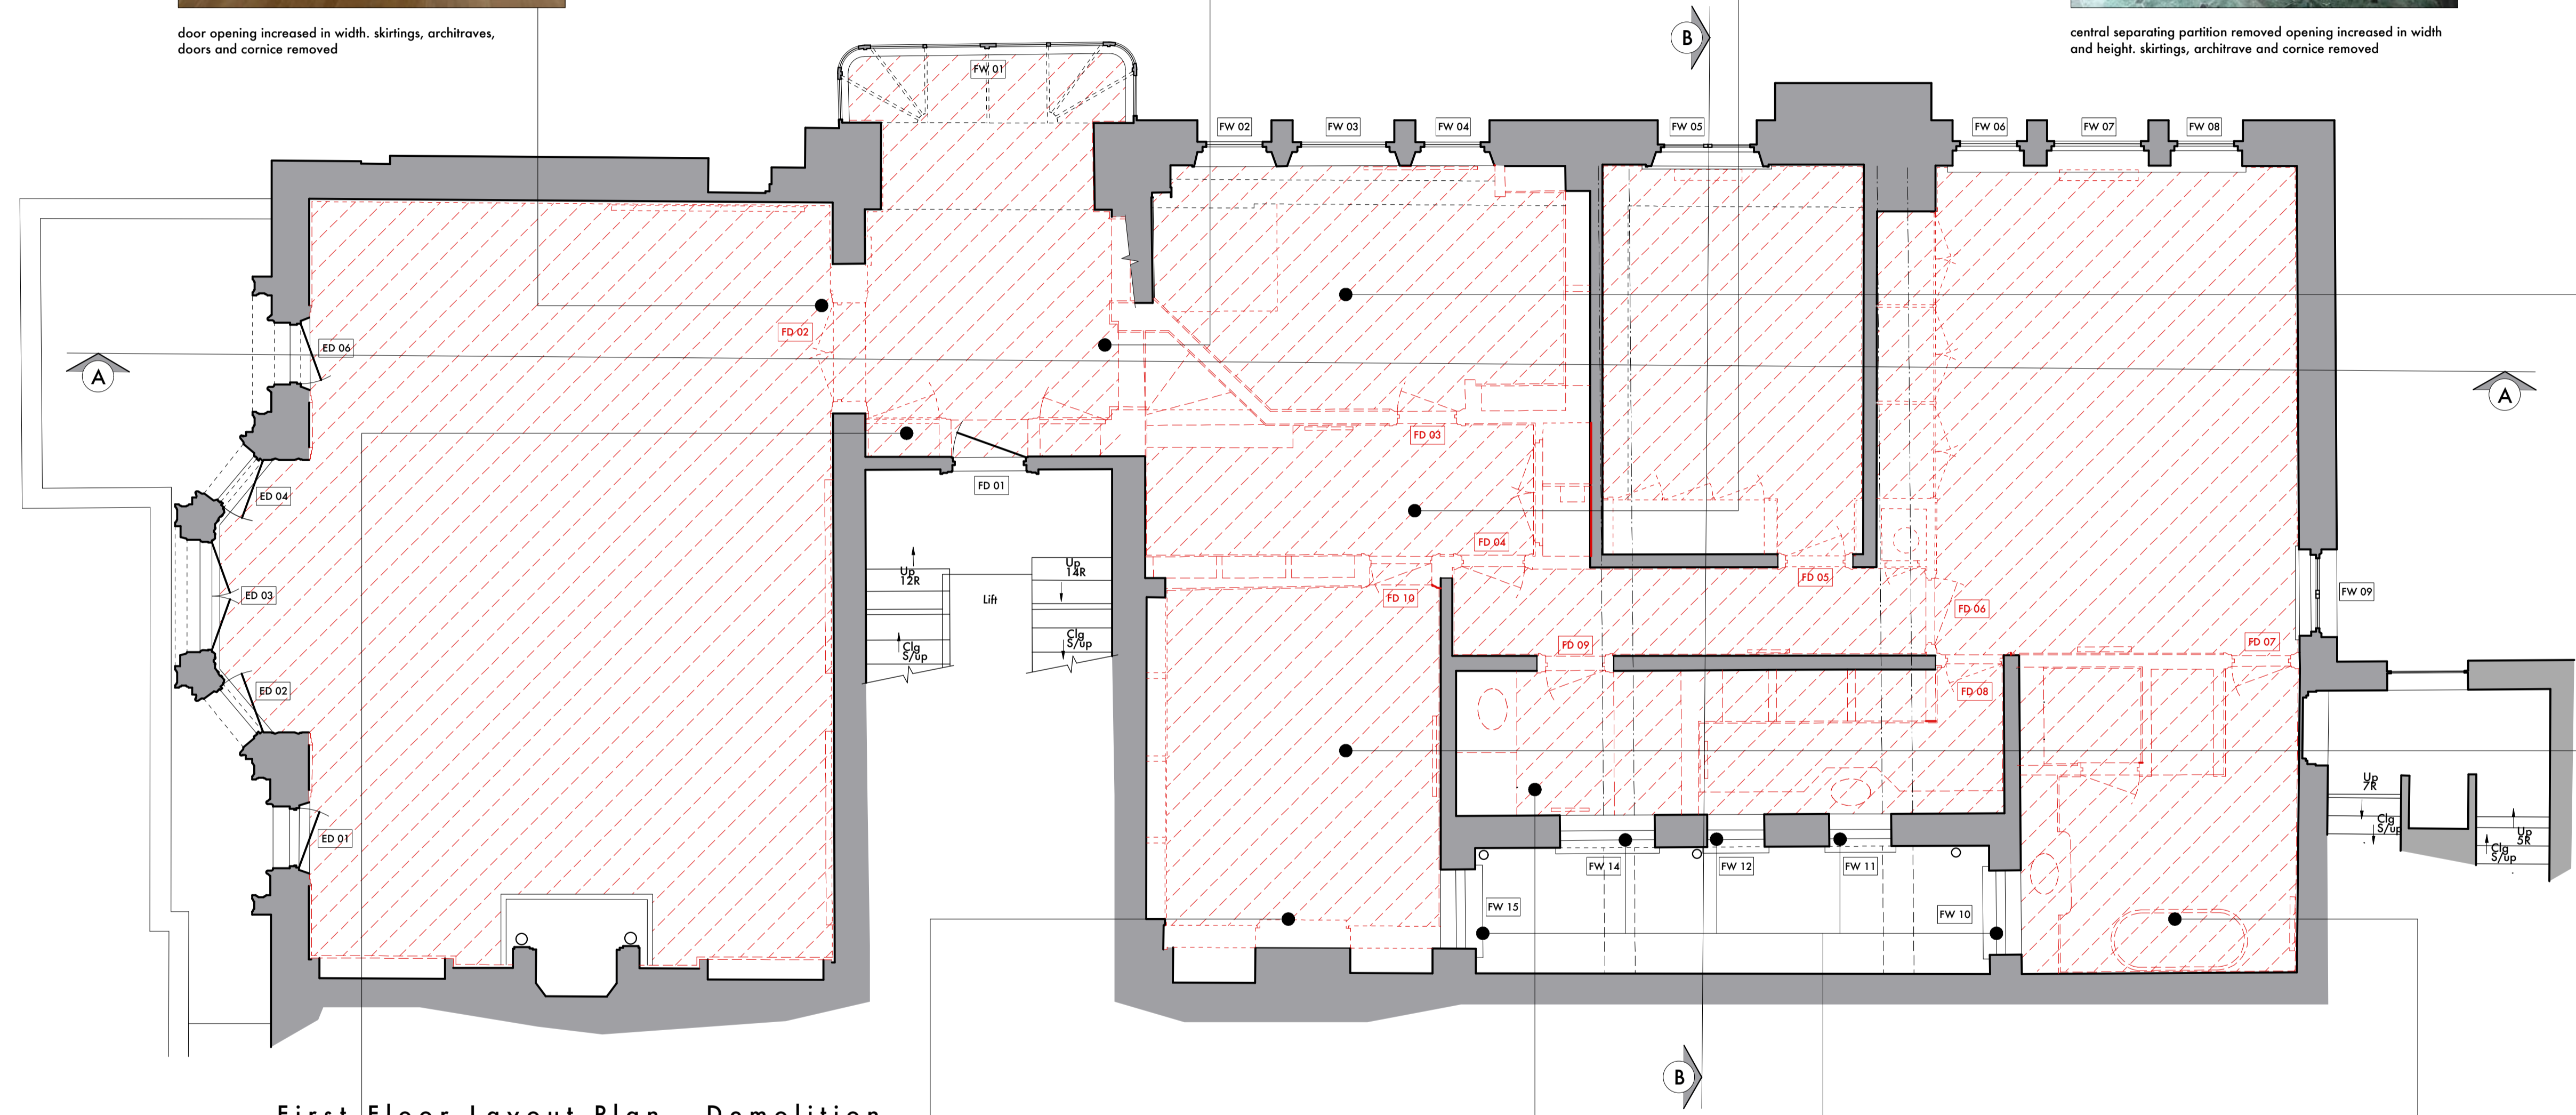 door opening increased in width. skirtings, architraves,
doors and cornice removed
central separating partition removed opening increased in width
and height. skirtings, architrave and cornice removed
B
FW 01
FW 02
FW 03
FW 04
FW 05
FW 06
FW 07
FW 08
FD 02
ED 06
A
A
FD 03
FD 01
ED 04
FD 04
Up
12R
Up
14R
Lift
FD 05
ED 03
FD 10
FD 06
FW 09
Clg
S/up
Clg
S/up
FD 09
FD 07
ED 02
FD 08
Up
7R
Clg
S/up
Up
5R
Clg
S/up
ED 01
FW 14
FW 12
FW 11
FW 15
FW 10
B
First Floor Layout Plan - Demolition